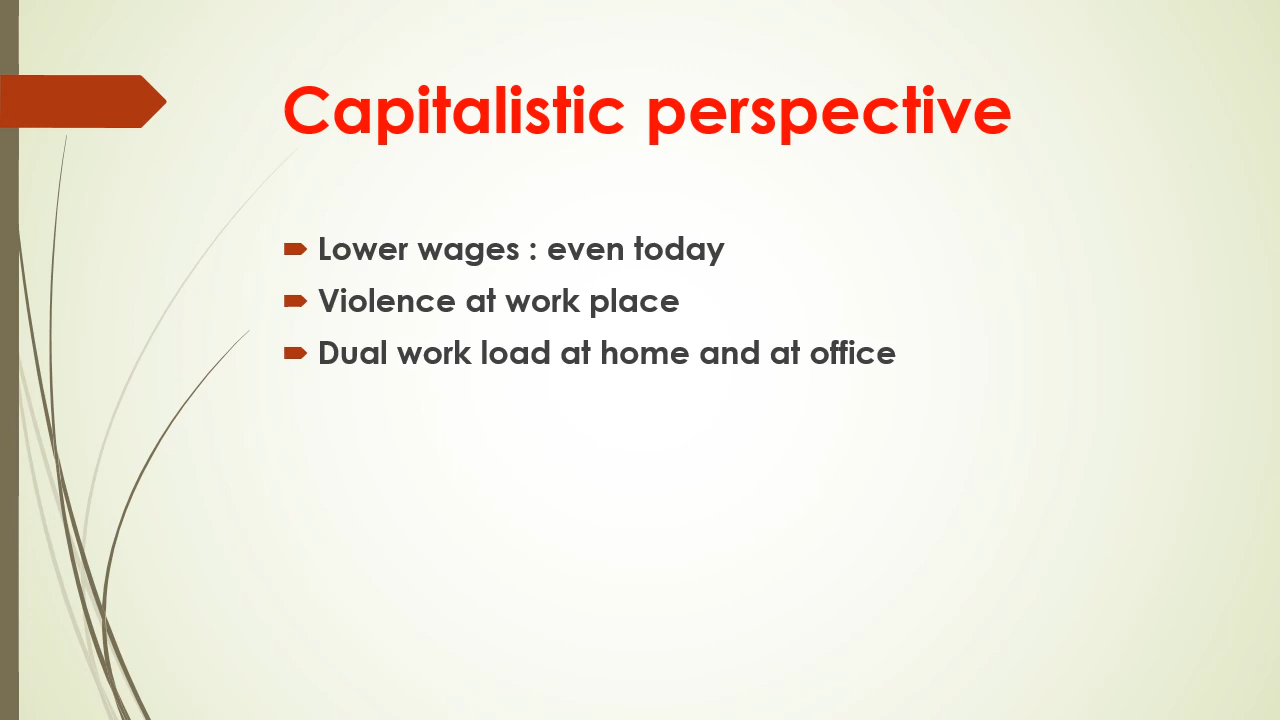 Capitalistic perspective
Lower wages : even today
Violence at work place
Dual work load at home and at office